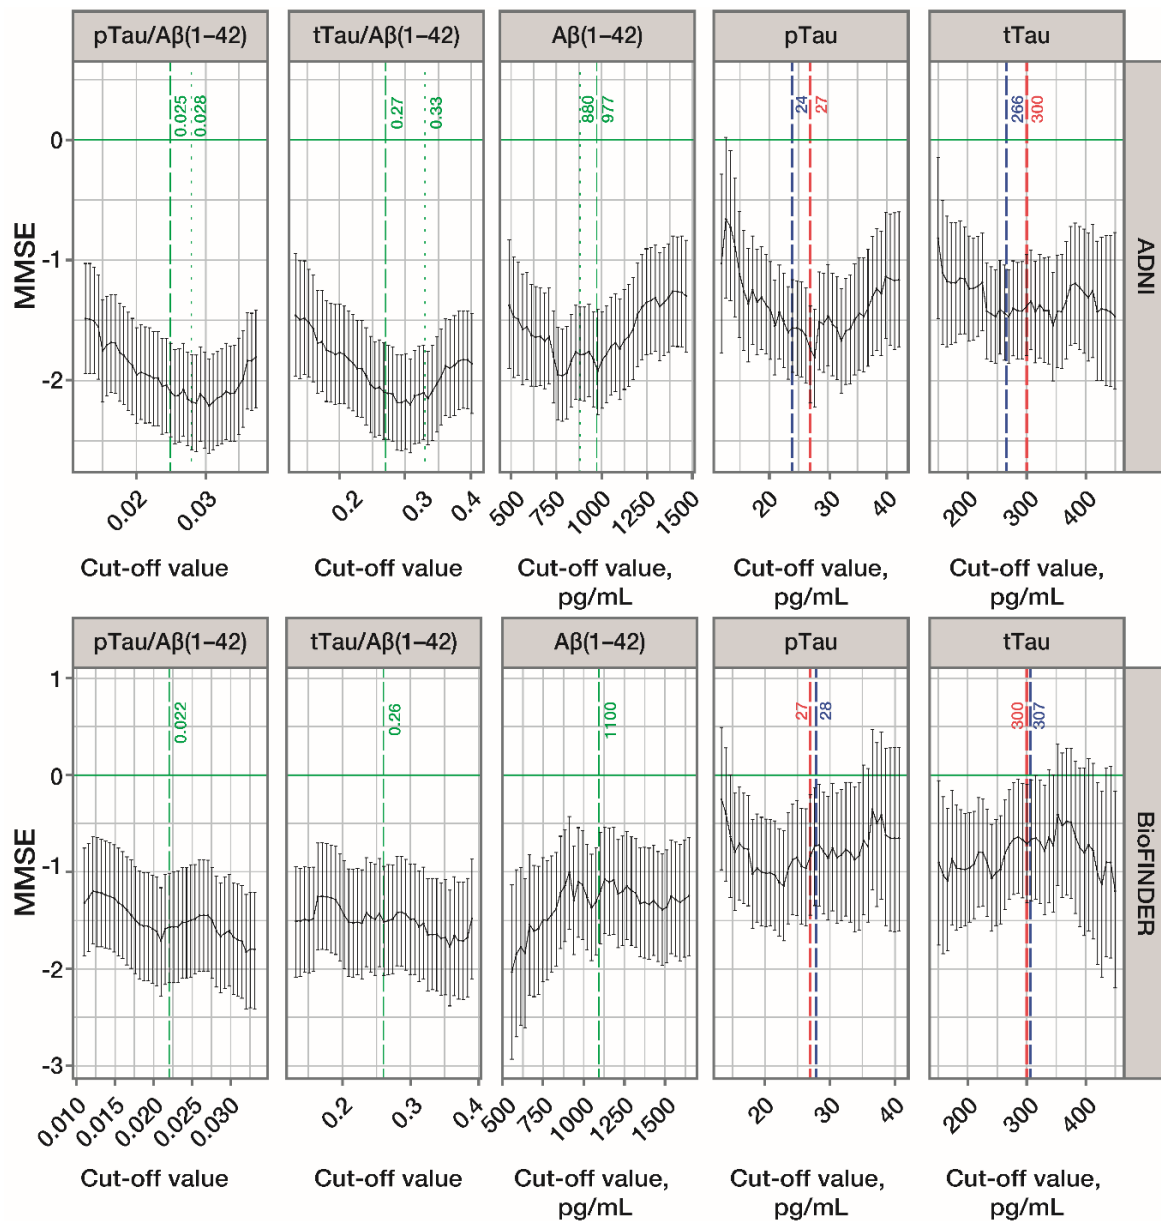 pTau/Aβ(1–42)
tTau/Aβ(1–42)
Aβ(1–42)
pTau
tTau
0.025
0.028
0.27
0.33
880
977
24
27
266
300
0
-1
-2
MMSE
ADNI
0.02
0.03
0.2
0.3
0.4
500
750
1000
1250
1500
20
30
40
200
300
400
Cut-off value
Cut-off value
Cut-off value,
pg/mL
Cut-off value,
pg/mL
Cut-off value,
pg/mL
pTau/Aβ(1–42)
tTau/Aβ(1–42)
Aβ(1–42)
pTau
tTau
0.022
0.26
1100
27
28
300
307
1
0
-1
-2
-3
MMSE
BioFINDER
0.010
0.015
0.020
0.025
0.030
0.2
0.3
0.4
500
750
1000
1250
1500
20
30
40
200
300
400
Cut-off value
Cut-off value
Cut-off value,
pg/mL
Cut-off value,
pg/mL
Cut-off value,
pg/mL